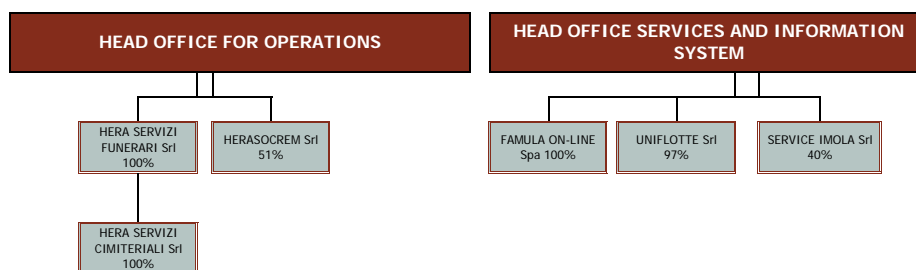 HEAD OFFICE FOR OPERATIONS
HEAD OFFICE SERVICES AND INFORMATION
SYSTEM
HERA SERVIZI
FUNERARI Srl
100%
HERASOCREM Srl
51%
FAMULA ON-LINE
Spa 100%
UNIFLOTTE Srl
97%
SERVICE IMOLA Srl
40%
HERA SERVIZI
CIMITERIALI Srl
100%